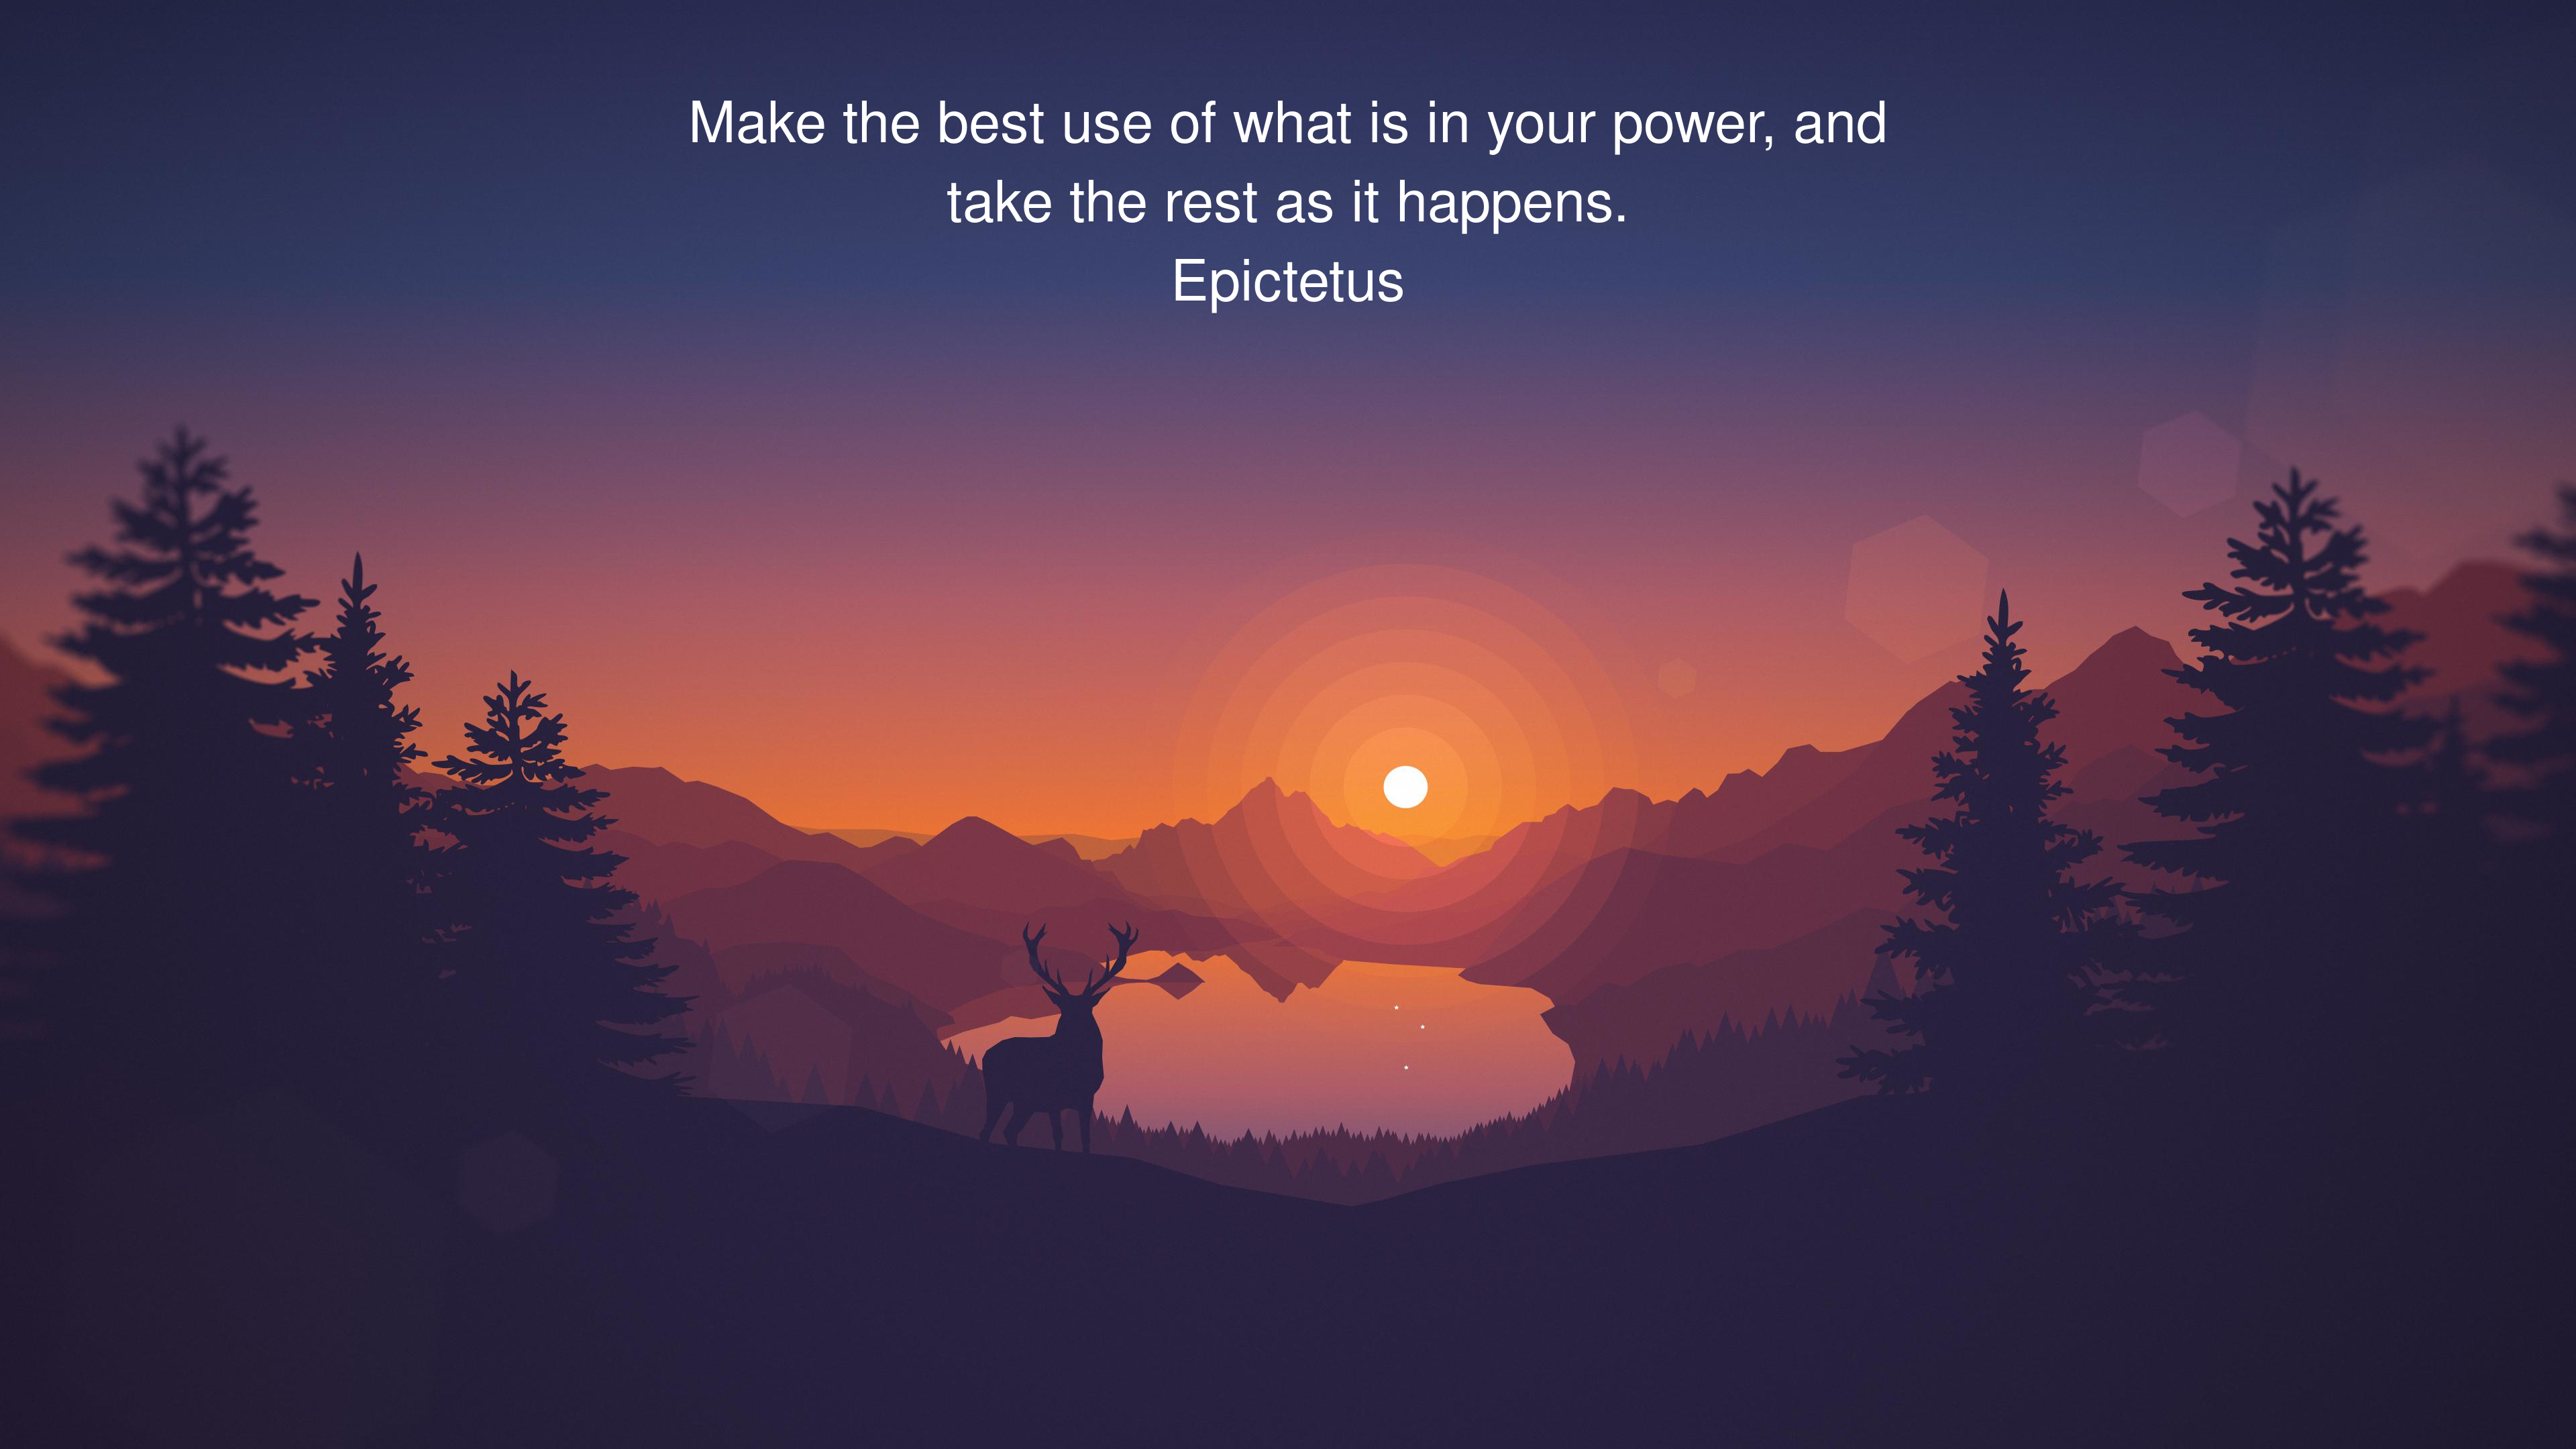 Make the best use of what is in your power, and
take the rest as it happens.
Epictetus